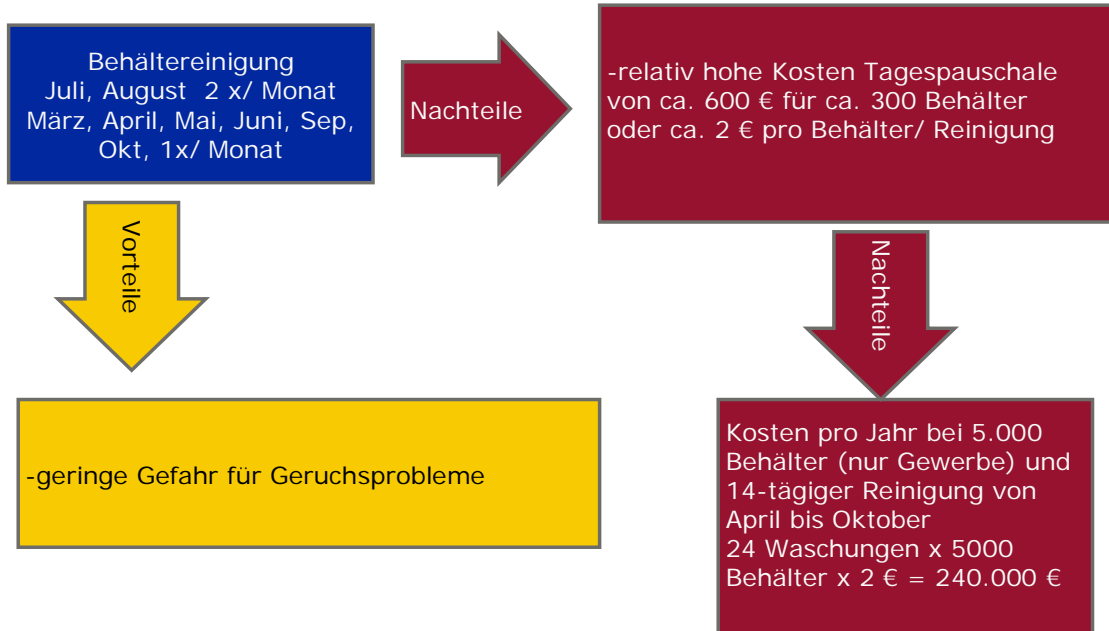 Behältereinigung
Juli, August 2 x/ Monat
März, April, Mai, Juni, Sep,
Okt, 1x/ Monat
Nachteile
-relativ hohe Kosten Tagespauschale
von ca. 600 € für ca. 300 Behälter
oder ca. 2 € pro Behälter/ Reinigung
Vorteile
Nachteile
-geringe Gefahr für Geruchsprobleme
Kosten pro Jahr bei 5.000
Behälter (nur Gewerbe) und
14-tägiger Reinigung von
April bis Oktober
24 Waschungen x 5000
Behälter x 2 € = 240.000 €